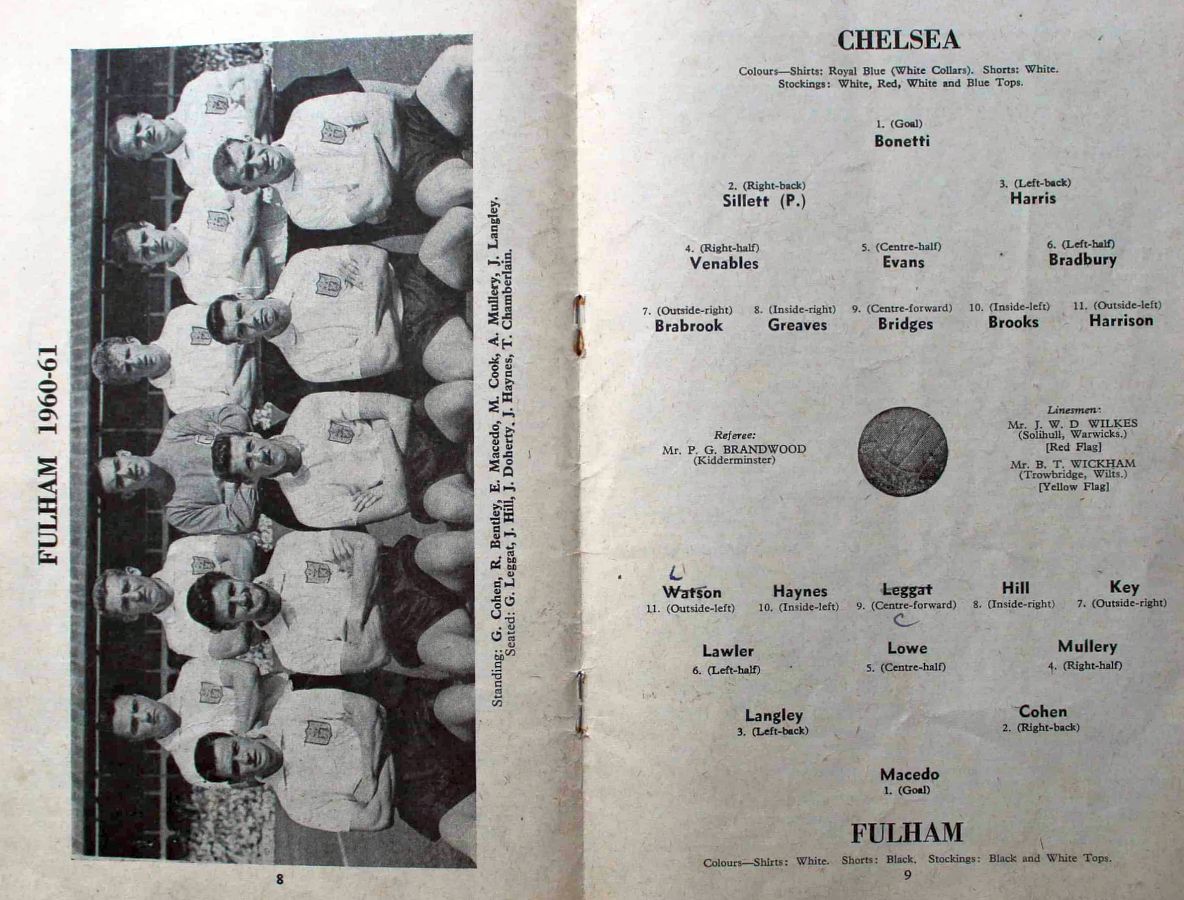 FULHAM 1960-61
Standing: G. Cohen, R. Bentley, E. Macedo, M. Cook, A. Mullery, J. Langley.
Seated: G. Leggat, J. Hill, J. Doherty, J. Haynes, T. Chamberlain.
8
CHELSEA
Colours—Shirts: Royal Blue (White Collars). Shorts: White.
Stockings: White, Red, White and Blue Tops.
1. (Goal)
Bonetti
2. (Right-back) 3. (Left-back)
Sillett (P.) Harris
4. (Right-half) 5. (Centre-half) 6. (Left-half)
Venables Evans Bradbury
7. (Outside-right) 8. (Inside-right) 9. (Centre-forward) 10. (Inside-left) 11. (Outside-left)
Brabrook Greaves Bridges Brooks Harrison
Referee:
Mr. P. G. BRANDWOOD
(Kidderminster)
Linesmen:
Mr. J. W. D WILKES
(Solihull, Warwicks.)
[Red Flag]
Mr. B. T. WICKHAM
(Trowbridge, Wilts.)
[Yellow Flag]
L
Watson Haynes Leggat Hill Key
11. (Outside-left) 10. (Inside-left) 9. (Centre-forward) 8. (Inside-right) 7. (Outside-right)
C
Lawler Lowe Mullery
6. (Left-half) 5. (Centre-half) 4. (Right-half)
Langley Cohen
3. (Left-back) 2. (Right-back)
Macedo
1. (Goal)
FULHAM
Colours—Shirts: White. Shorts: Black. Stockings: Black and White Tops.
9